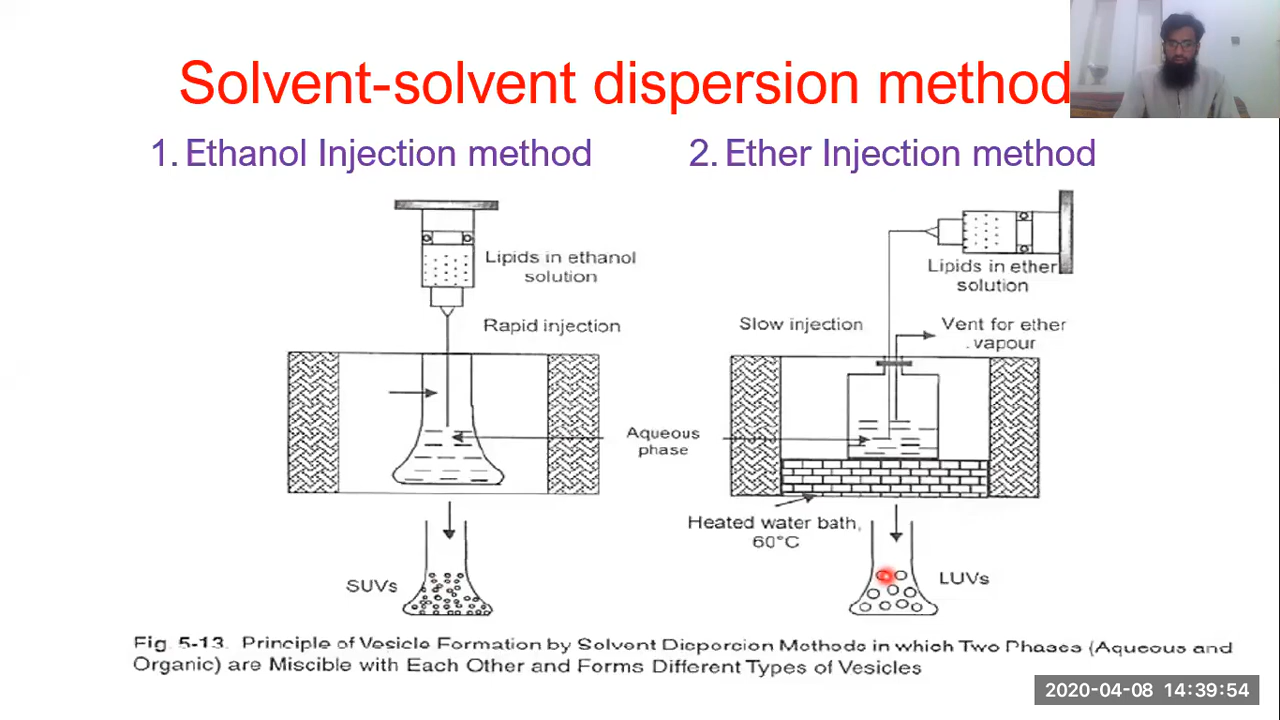 Solvent-solvent dispersion method
1. Ethanol Injection method
2. Ether Injection method
Lipids in ethanol
solution
Rapid injection
Lipids in ether
solution
Slow injection
Vent for ether
vapour
Aqueous
phase
Heated water bath,
60°C
SUVs
LUVs
Fig. 5-13. Principle of Vesicle Formation by Solvent Dispercion Methods in which Two Phases (Aqueous and
Organic) are Miscible with Each Other and Forms Different Types of Vesicles
2020-04-08 14:39:54